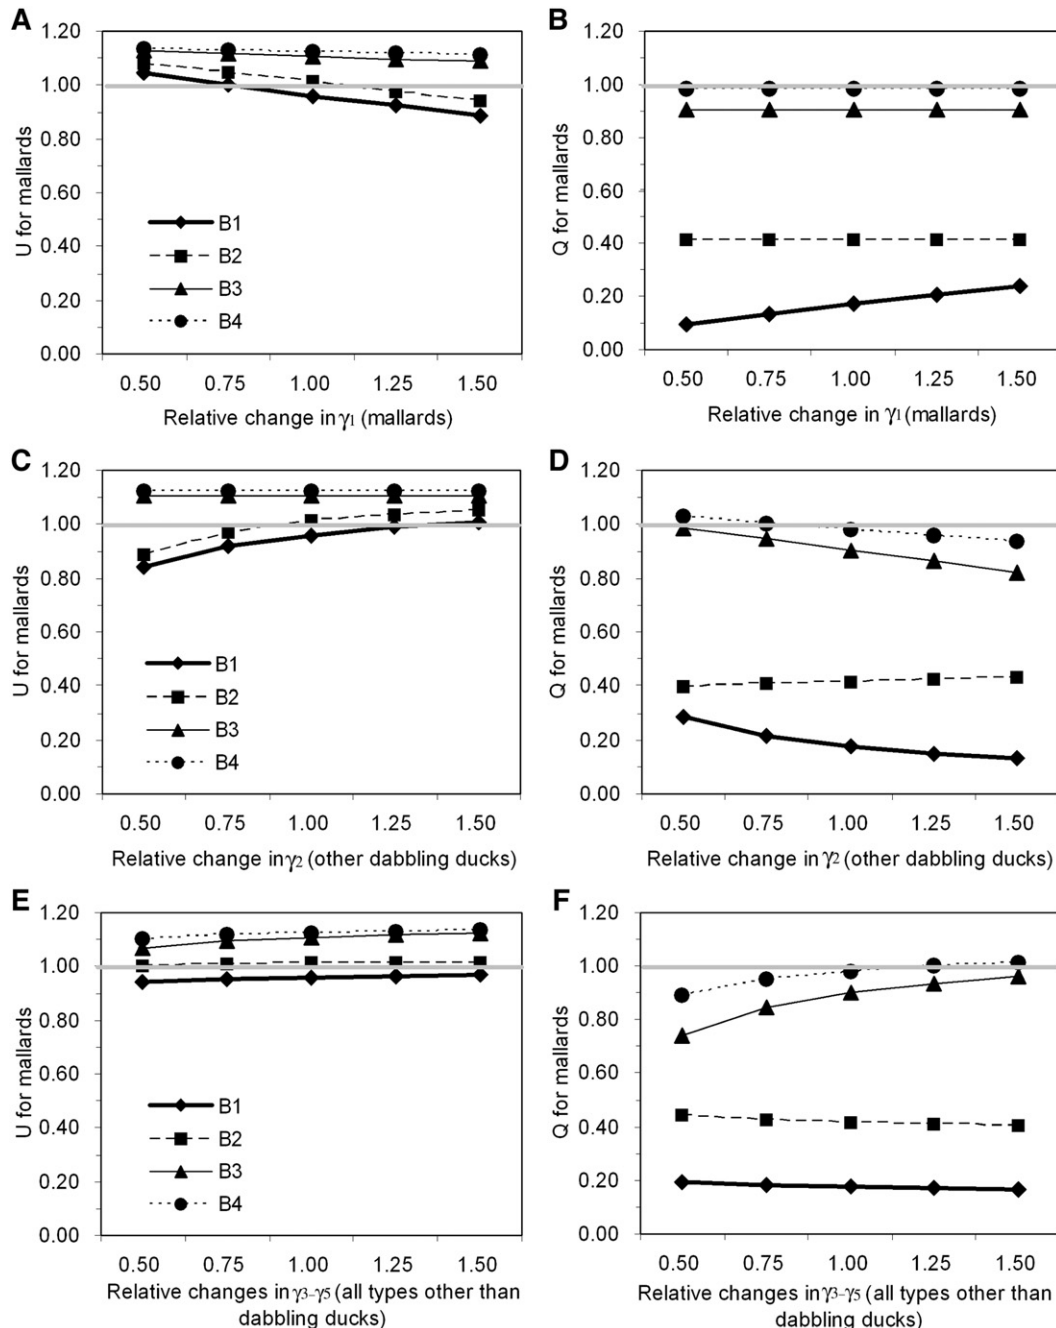 A
1.20
1.00
0.80
0.60
0.40
0.20
0.00
U for mallards
B1
B2
B3
B4
0.50 0.75 1.00 1.25 1.50
Relative change in γ1 (mallards)
B
1.20
1.00
0.80
0.60
0.40
0.20
0.00
Q for mallards
0.50 0.75 1.00 1.25 1.50
Relative change in γ1 (mallards)
C
1.20
1.00
0.80
0.60
0.40
0.20
0.00
U for mallards
B1
B2
B3
B4
0.50 0.75 1.00 1.25 1.50
Relative change in γ2 (other dabbling ducks)
D
1.20
1.00
0.80
0.60
0.40
0.20
0.00
Q for mallards
0.50 0.75 1.00 1.25 1.50
Relative change in γ2 (other dabbling ducks)
E
1.20
1.00
0.80
0.60
0.40
0.20
0.00
U for mallards
B1
B2
B3
B4
0.50 0.75 1.00 1.25 1.50
Relative changes in γ3-γ5 (all types other than
dabbling ducks)
F
1.20
1.00
0.80
0.60
0.40
0.20
0.00
Q for mallards
0.50 0.75 1.00 1.25 1.50
Relative changes in γ3-γ5 (all types other than
dabbling ducks)